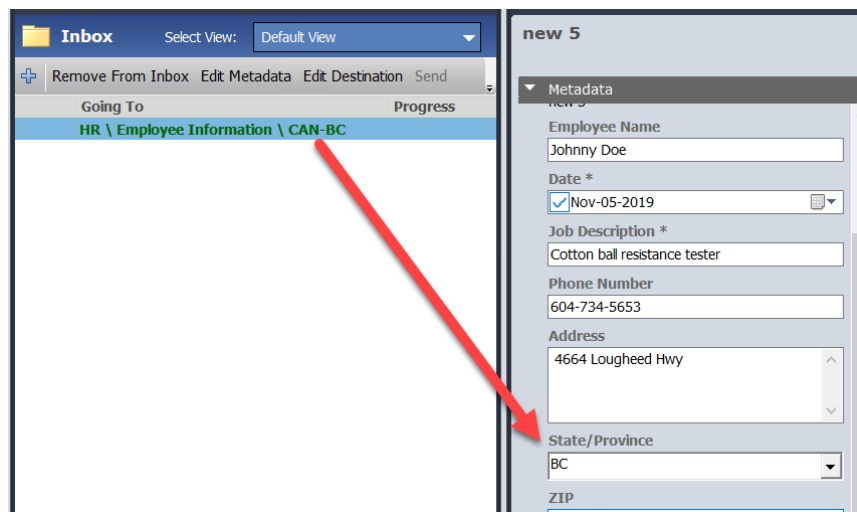 Inbox Select View: Default View
Remove From Inbox Edit Metadata Edit Destination Send
Going To Progress
HR \ Employee Information \ CAN-BC
new 5
Metadata
new 5
Employee Name
Johnny Doe
Date *
Nov-05-2019
Job Description *
Cotton ball resistance tester
Phone Number
604-734-5653
Address
4664 Lougheed Hwy
State/Province
BC
ZIP